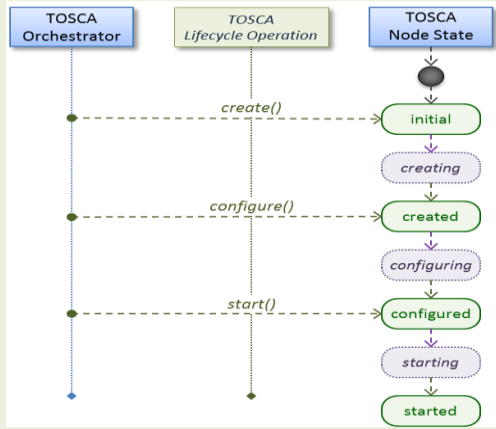 TOSCA
Orchestrator
TOSCA
Lifecycle Operation
TOSCA
Node State
create()
initial
creating
configure()
created
configuring
start()
configured
starting
started